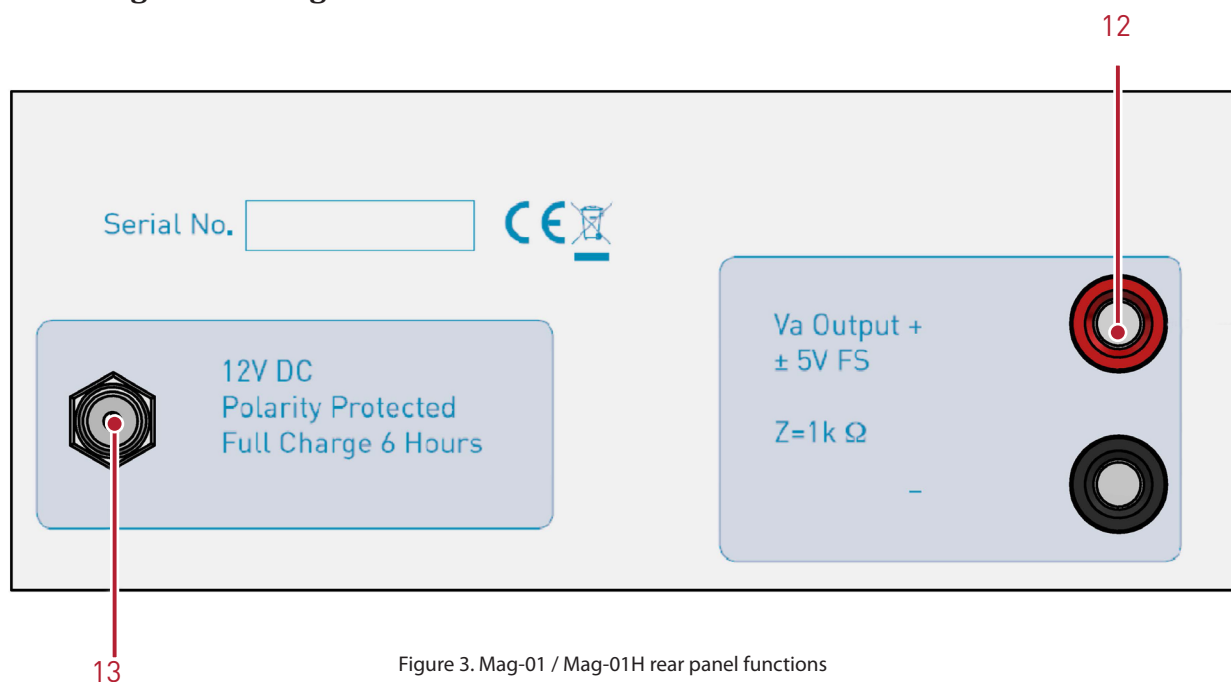 12
Serial No.
CE
12V DC
Polarity Protected
Full Charge 6 Hours
Va Output +
± 5V FS
Z=1k Ω
–
13
Figure 3. Mag-01 / Mag-01H rear panel functions